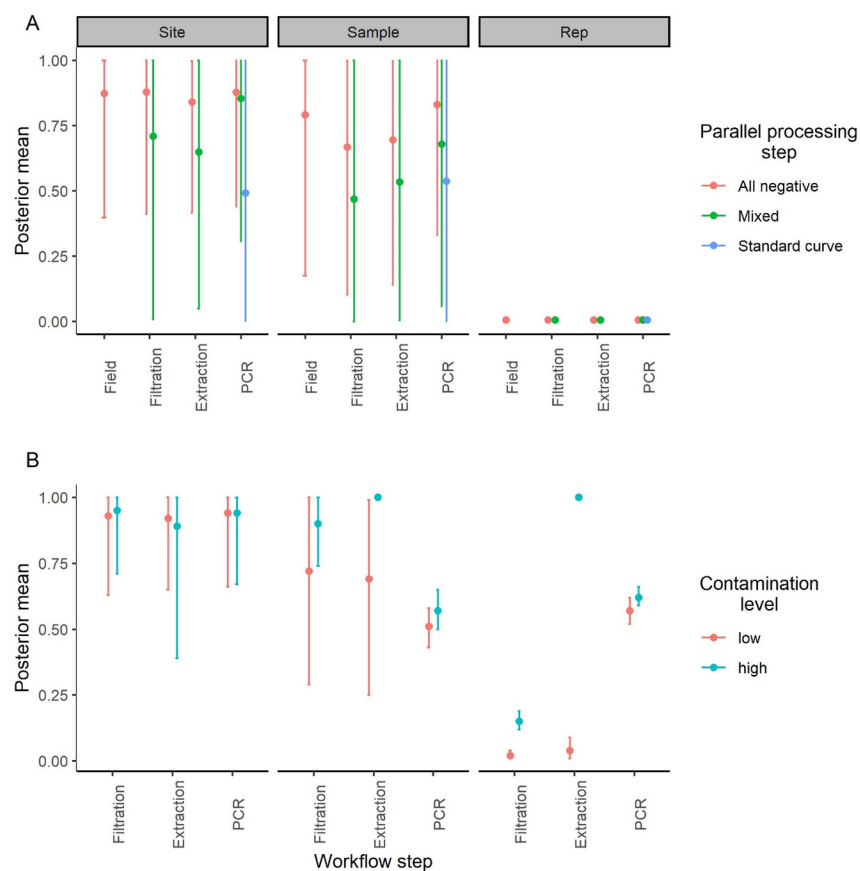 A
Site
Sample
Rep
Posterior mean
1.00
0.75
0.50
0.25
0.00
Field
Filtration
Extraction
PCR
Field
Filtration
Extraction
PCR
Field
Filtration
Extraction
PCR
Parallel processing
step
All negative
Mixed
Standard curve
B
Posterior mean
1.00
0.75
0.50
0.25
0.00
Filtration
Extraction
PCR
Filtration
Extraction
PCR
Filtration
Extraction
PCR
Workflow step
Contamination
level
low
high